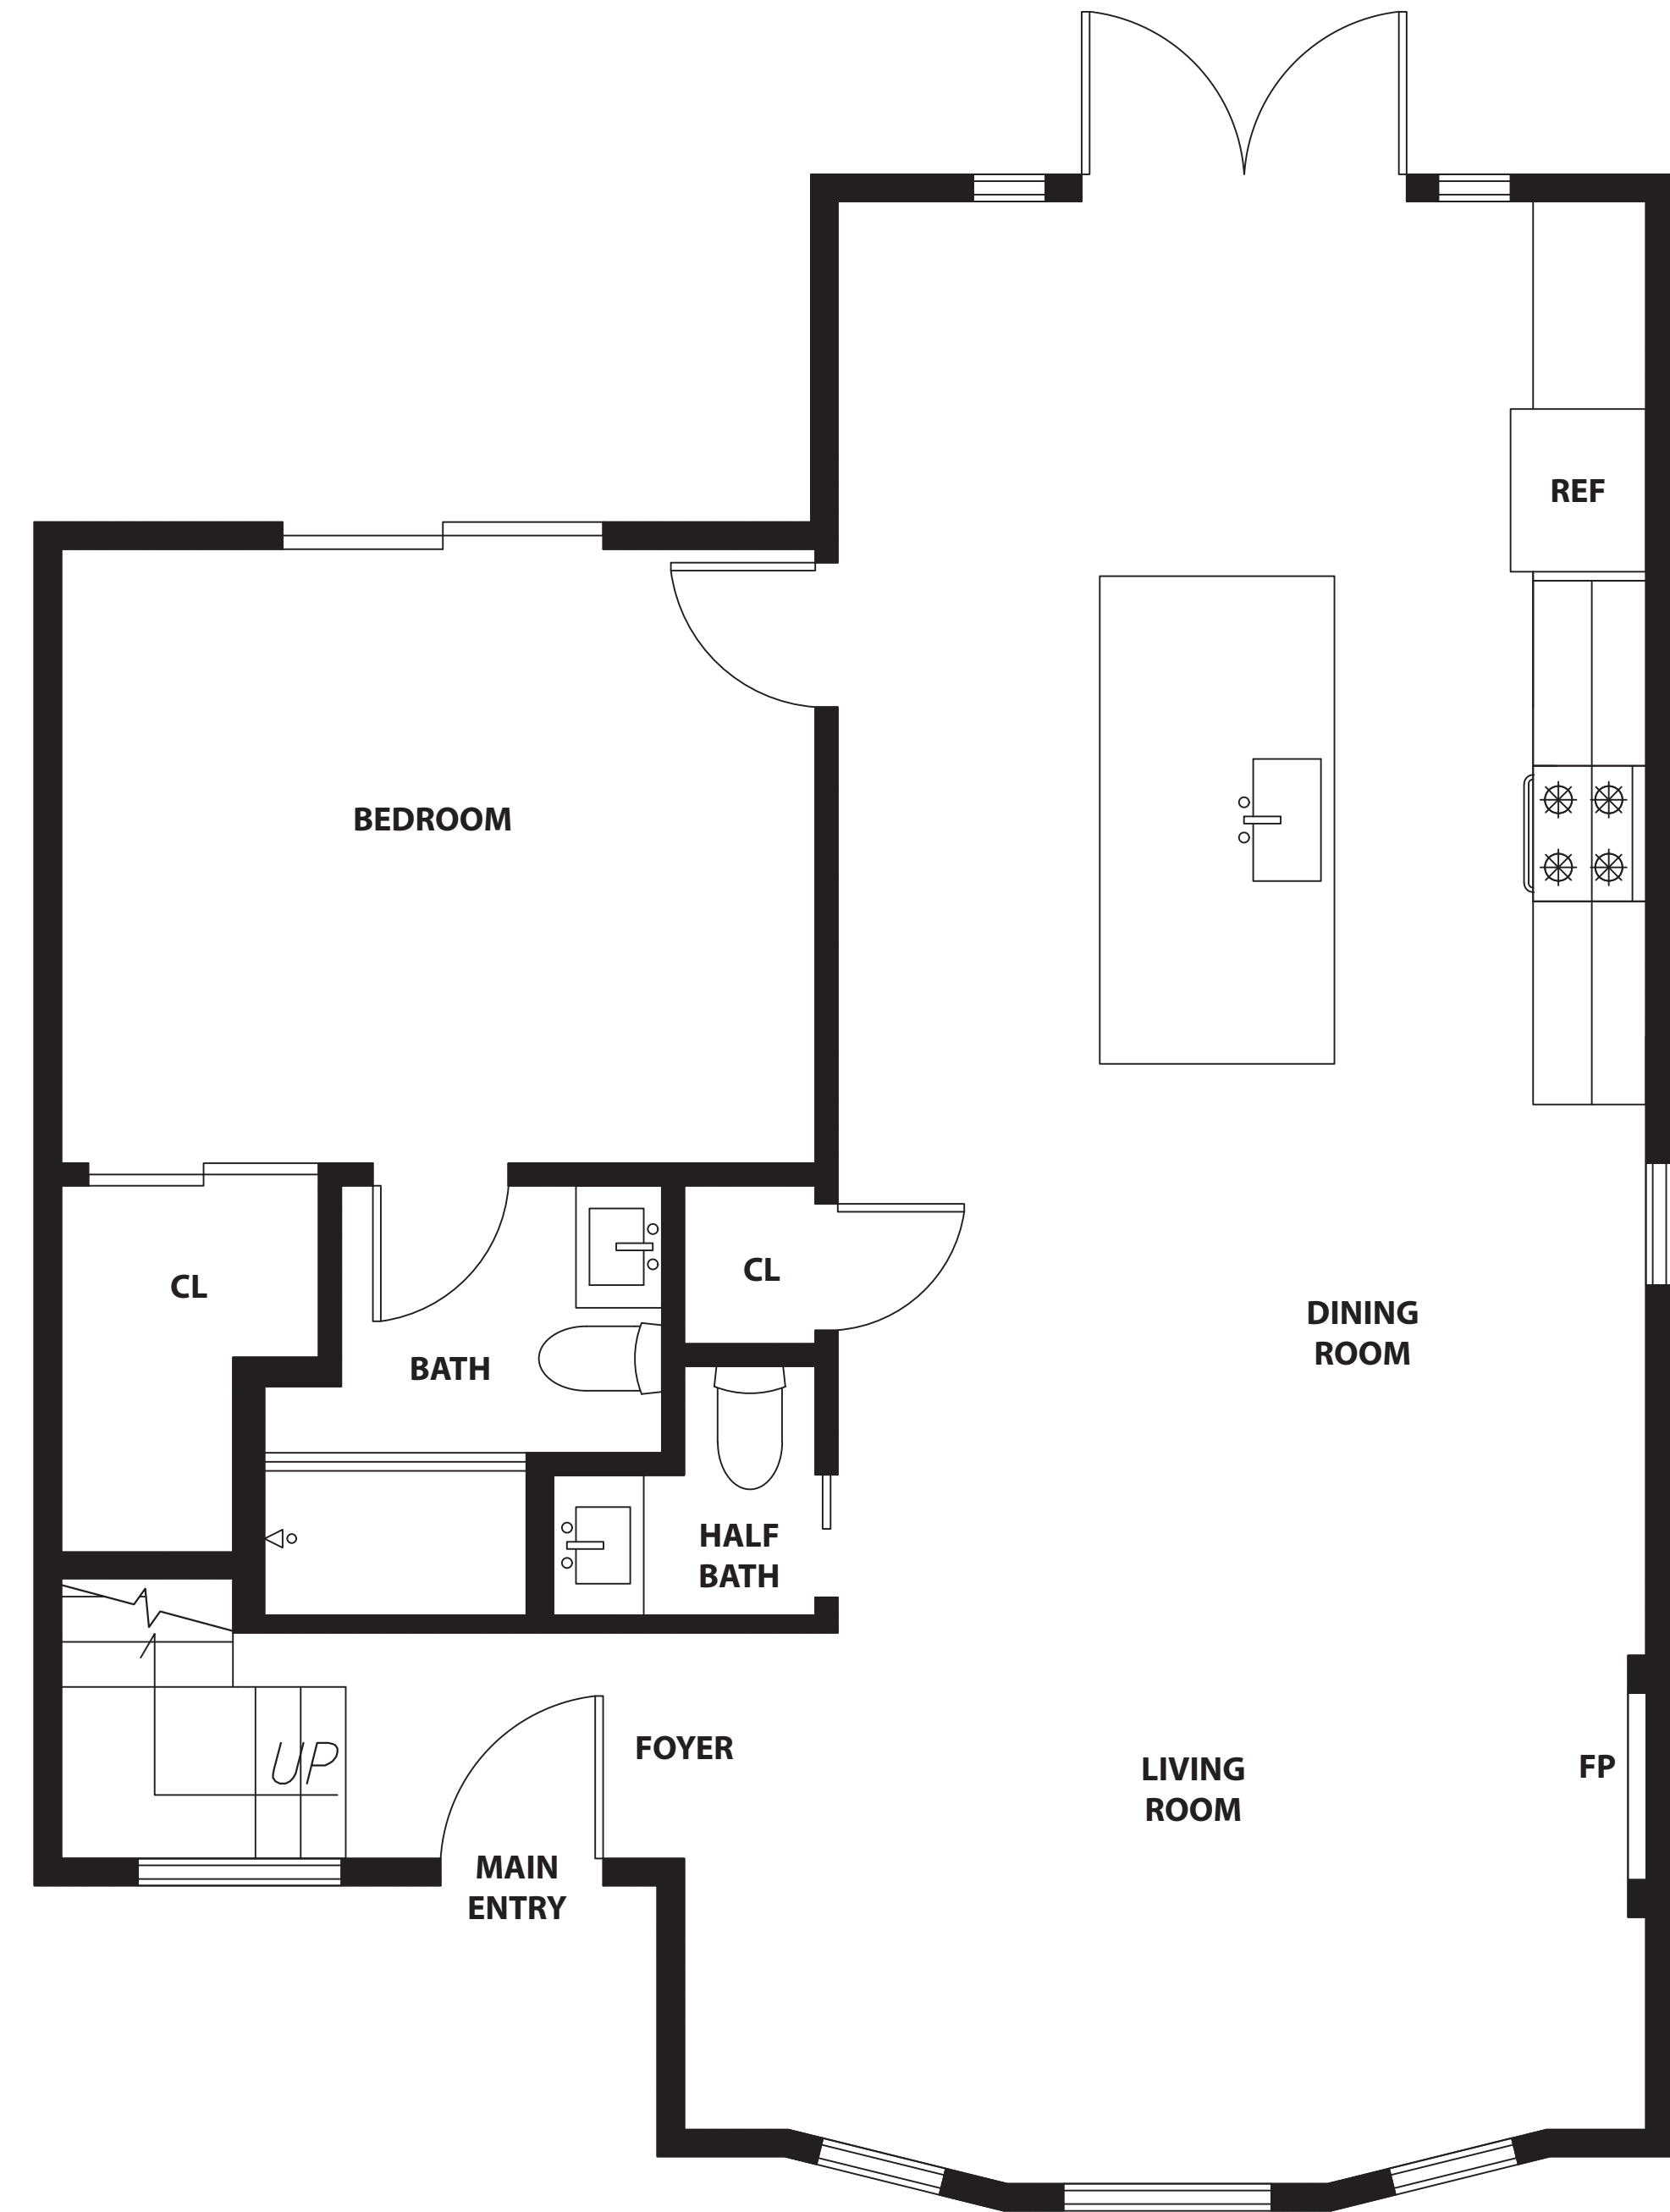 REF
BEDROOM
CL
CL
DINING
ROOM
BATH
HALF
BATH
UP
FOYER
LIVING
ROOM
FP
MAIN
ENTRY